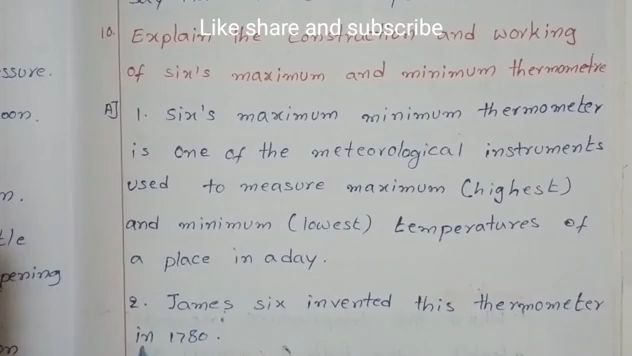 Like share and subscribe
10. Explain the construction and working
of six's maximum and minimum thermometre
A] 1. Six's maximum minimum thermometer
is one of the meteorological instruments
used to measure maximum (highest)
and minimum (lowest) temperatures of
a place in a day.
2. James six invented this thermometer
in 1780.
ssure.
oon.
n.
tle
pening